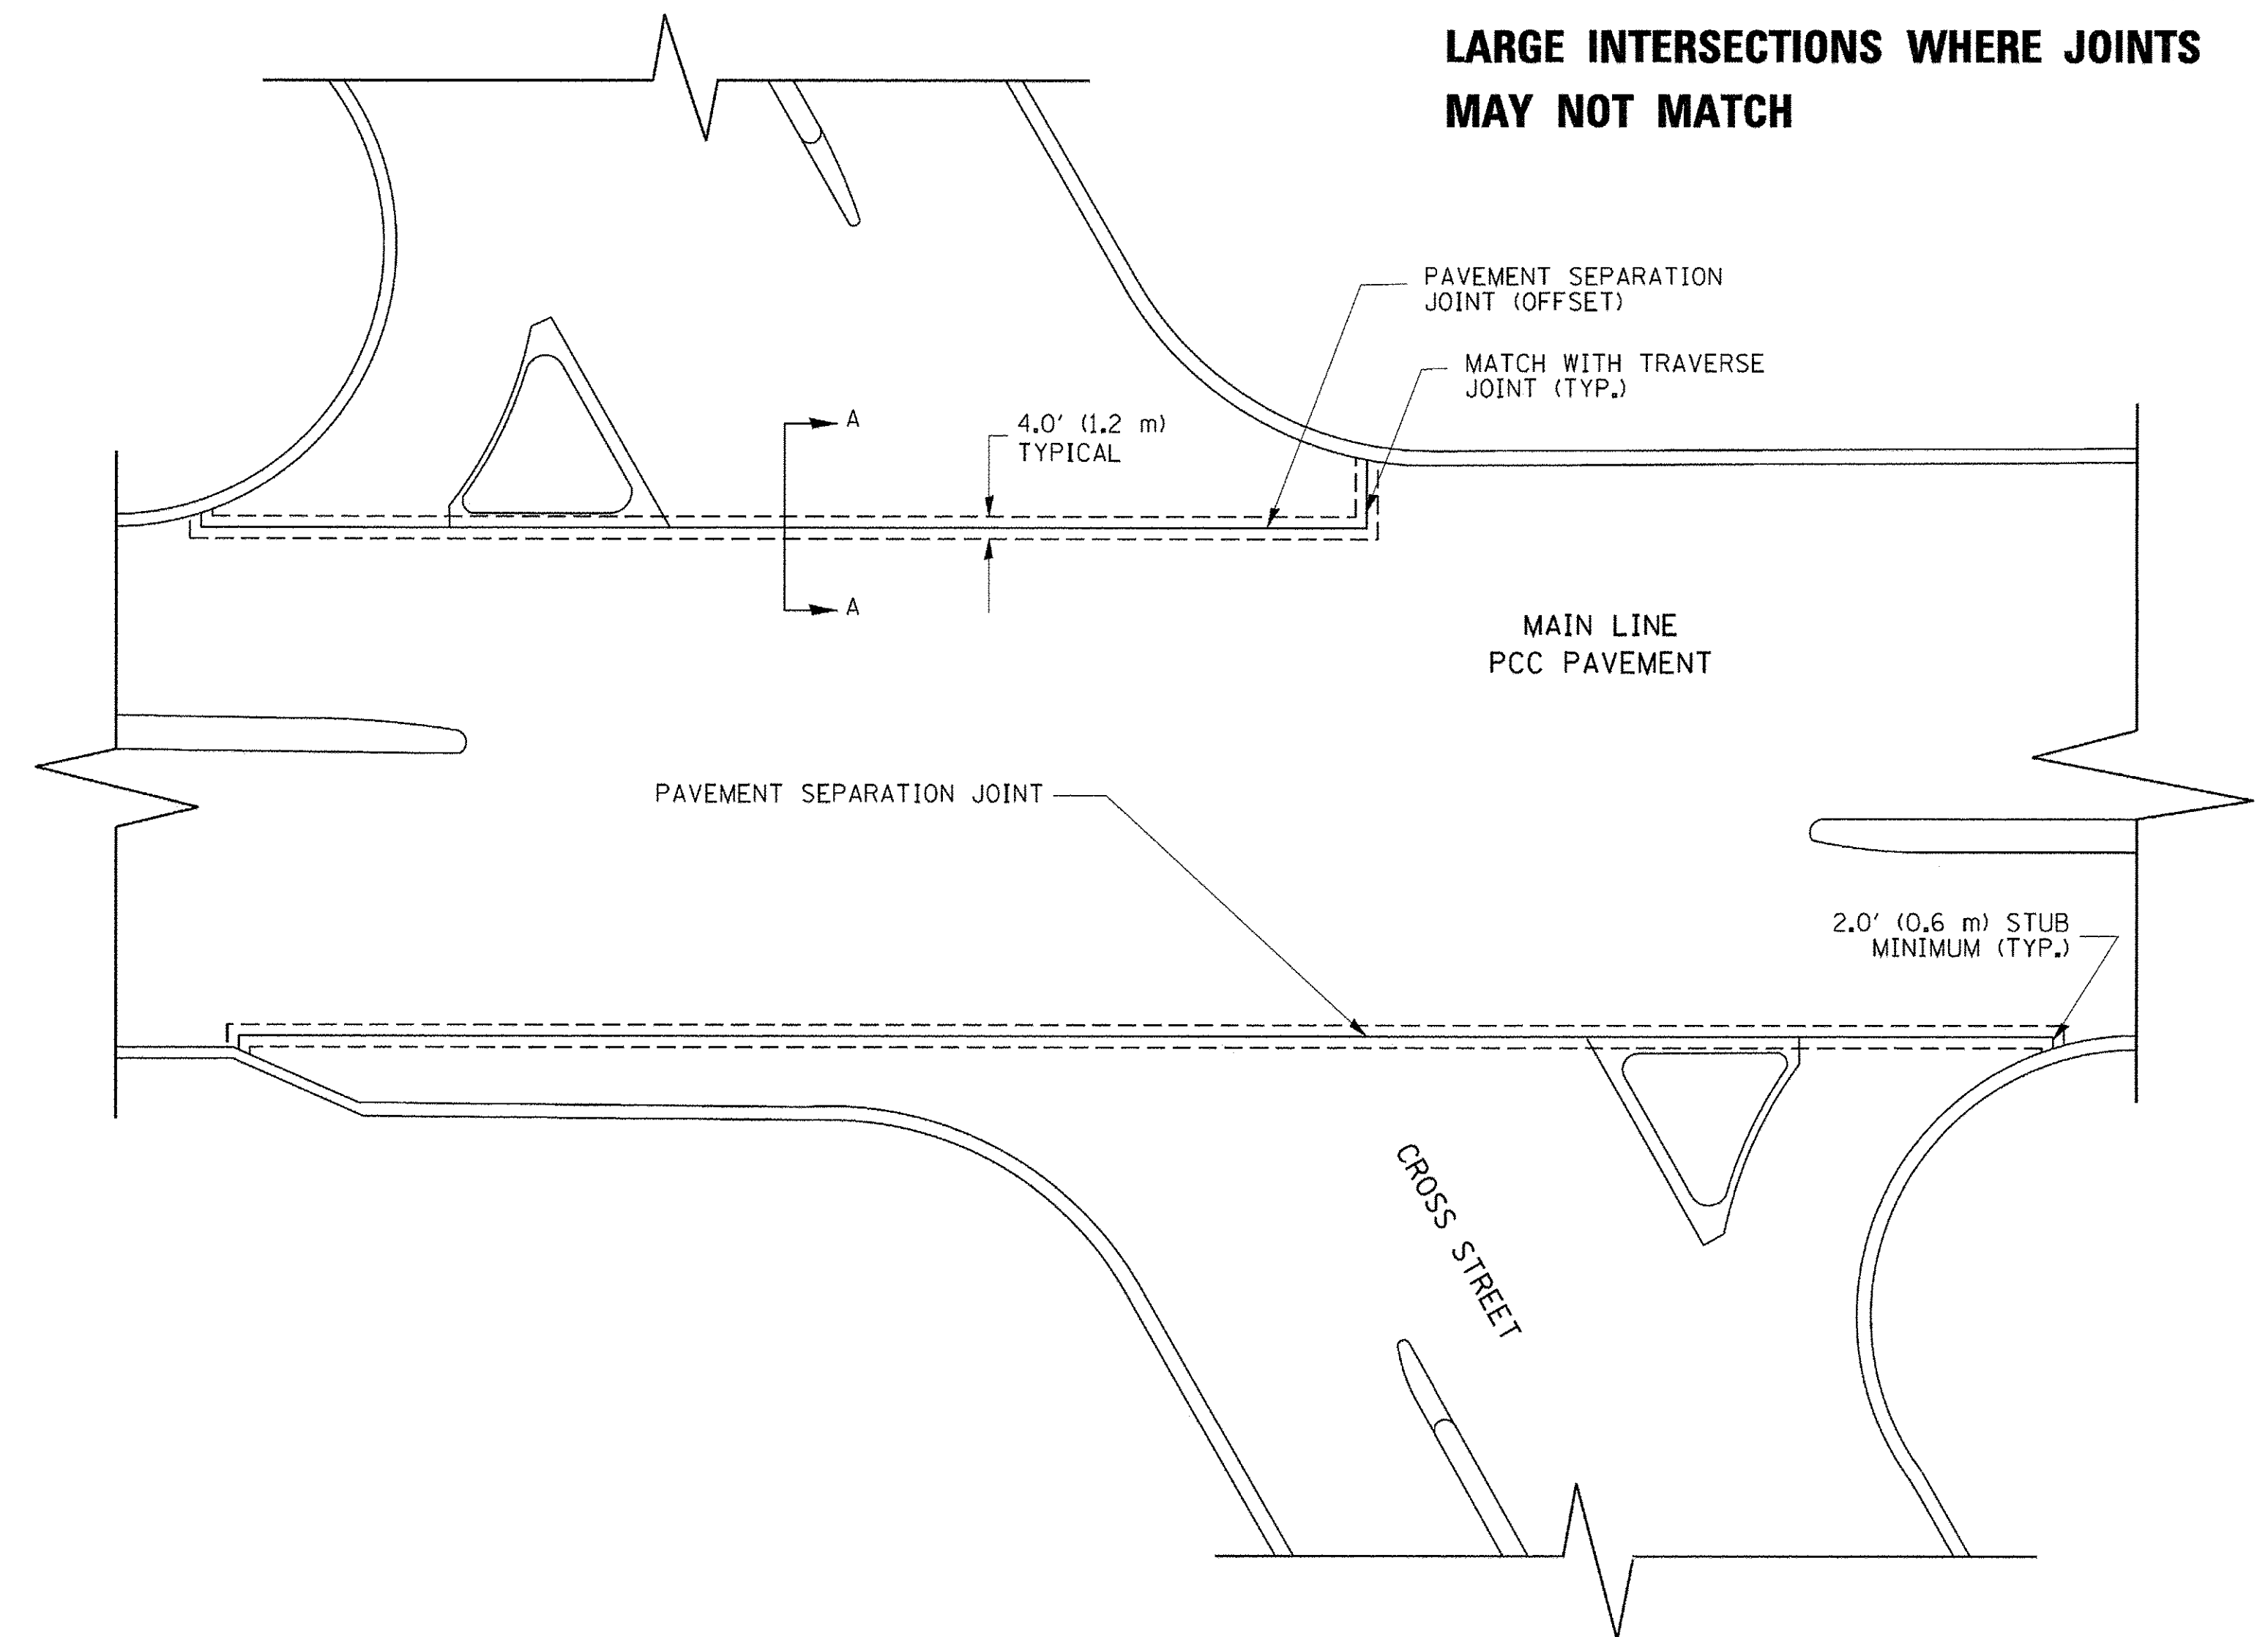 LARGE INTERSECTIONS WHERE JOINTS
MAY NOT MATCH
PAVEMENT SEPARATION
JOINT (OFFSET)
MATCH WITH TRAVERSE
JOINT (TYP.)
A
4.0' (1.2 m)
TYPICAL
A
MAIN LINE
PCC PAVEMENT
PAVEMENT SEPARATION JOINT
2.0' (0.6 m) STUB
MINIMUM (TYP.)
CROSS STREET